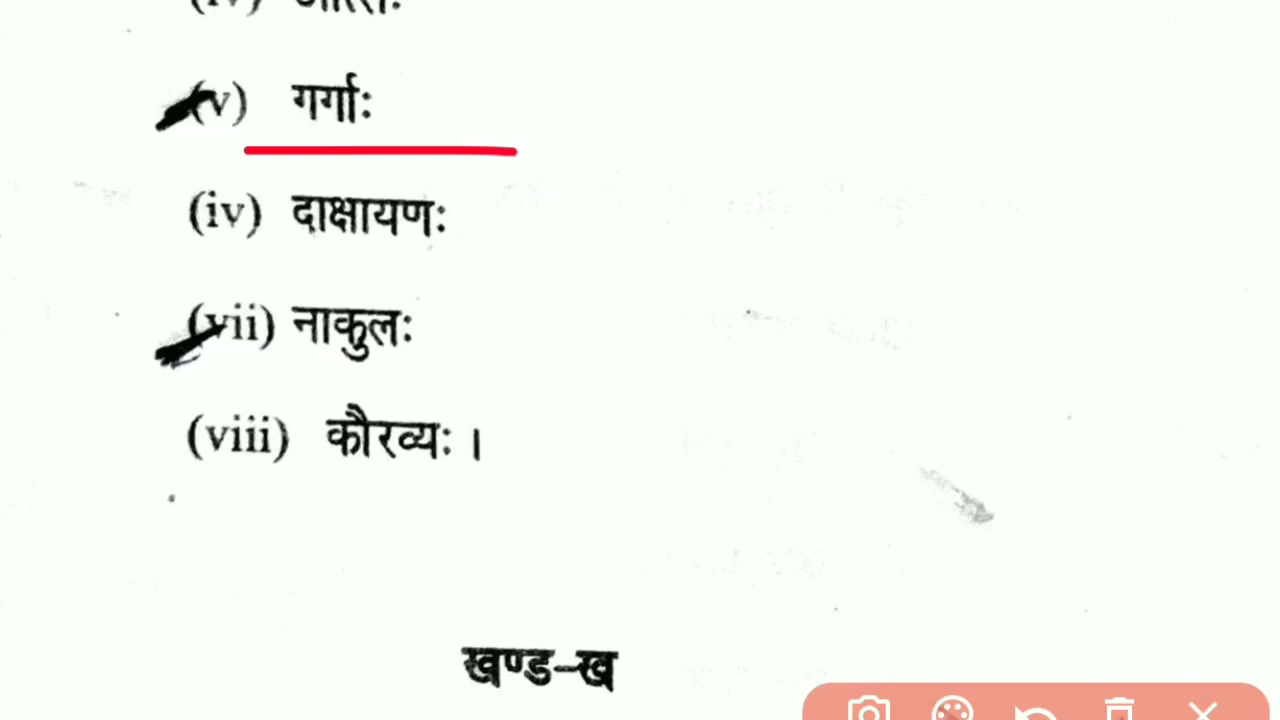 (v) गर्गाः
(iv) दाक्षायणः
(vii) नाकुलः
(viii) कौरव्यः ।
खण्ड-ख